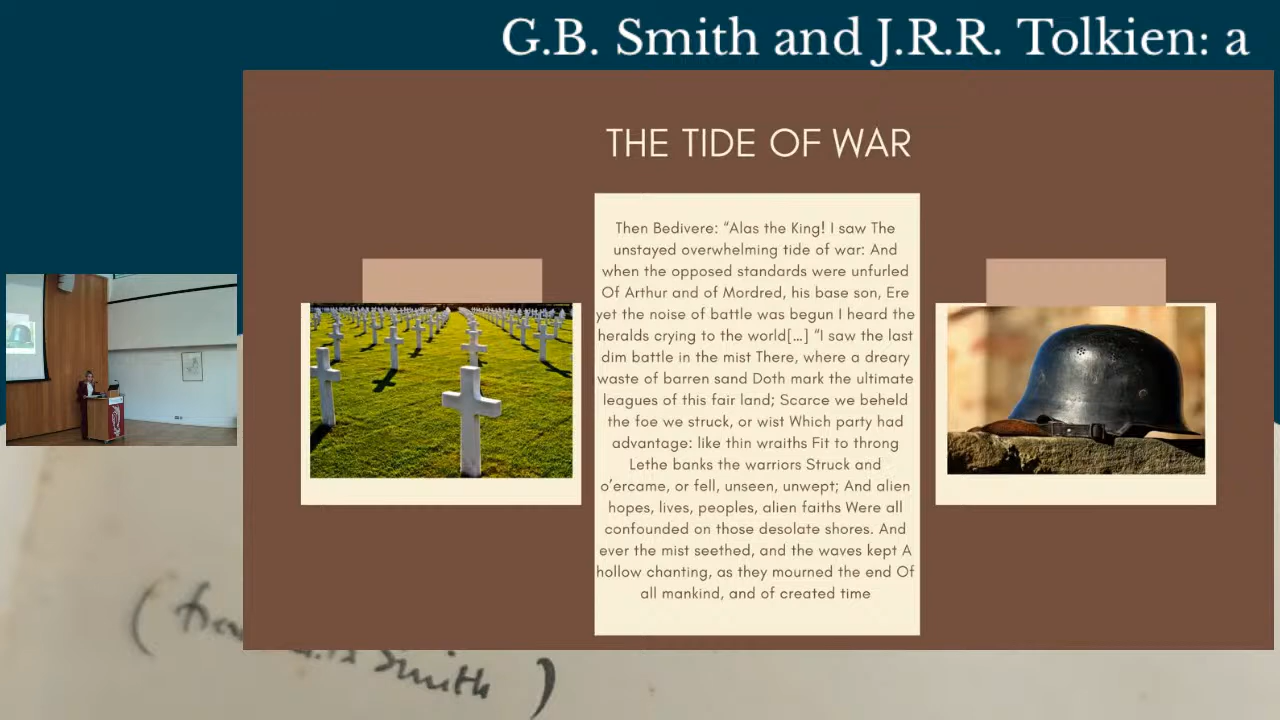 G.B. Smith and J.R.R. Tolkien: a
THE TIDE OF WAR
Then Bedivere: “Alas the King! I saw The
unstayed overwhelming tide of war: And
when the opposed standards were unfurled
Of Arthur and of Mordred, his base son, Ere
yet the noise of battle was begun I heard the
heralds crying to the world[...] “I saw the last
dim battle in the mist There, where a dreary
waste of barren sand Doth mark the ultimate
leagues of this fair land; Scarce we beheld
the foe we struck, or wist Which party had
advantage: like thin wraiths Fit to throng
Lethe banks the warriors Struck and
o’ercame, or fell, unseen, unwept; And alien
hopes, lives, peoples, alien faiths Were all
confounded on those desolate shores. And
ever the mist seethed, and the waves kept A
hollow chanting, as they mourned the end Of
all mankind, and of created time
Smith )